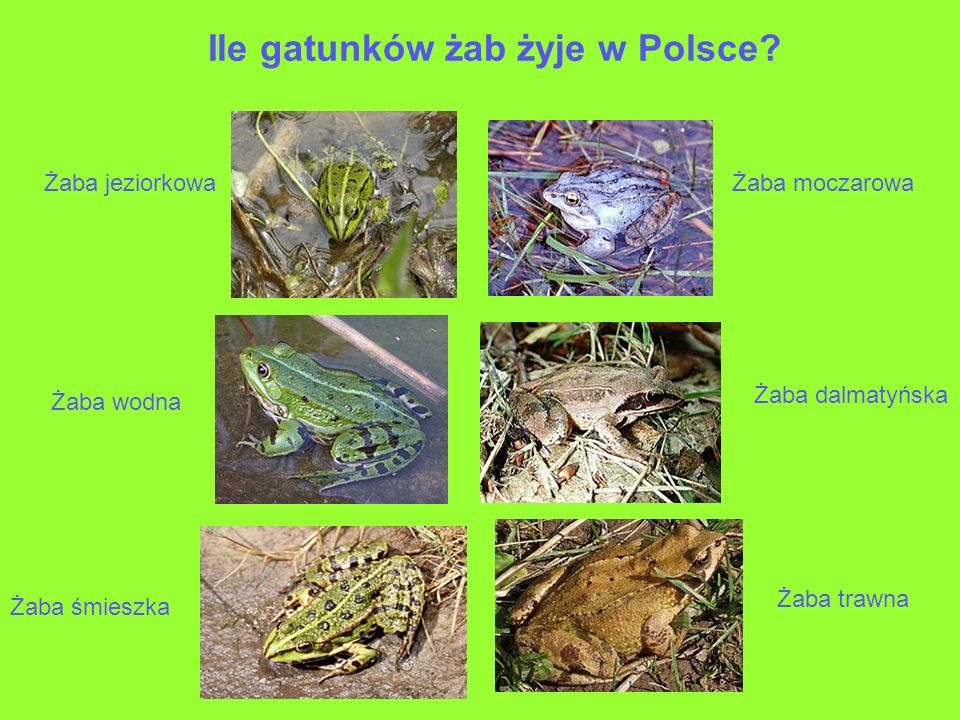 Ile gatunków żab żyje w Polsce?
Żaba jeziorkowa
Żaba moczarowa
Żaba wodna
Żaba dalmatyńska
Żaba śmieszka
Żaba trawna